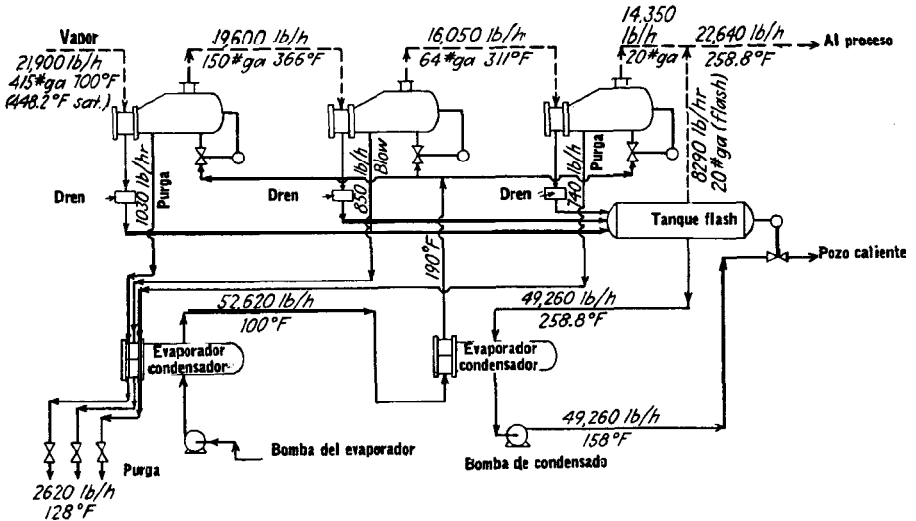 Vapor
21,900 lb/h
415#ga 100°F
(448.2°F sat.)
19,600 lb/h
150#ga 366°F
16,050 lb/h
64#ga 311°F
14,350
lb/h
20#ga
22,640 lb/h
258.8°F
Al proceso
8290 lb/hr
20#ga (flash)
Dren
1030 lb/hr
Purga
Dren
850 lb/h
Blow
Dren
740 lb/h
Purga
Tanque flash
Pozo caliente
190°F
52,620 lb/h
100°F
49,260 lb/h
258.8°F
Evaporador
condensador
Evaporador
condensador
49,260 lb/h
158°F
Bomba del evaporador
Bomba de condensado
Purga
2620 lb/h
128°F